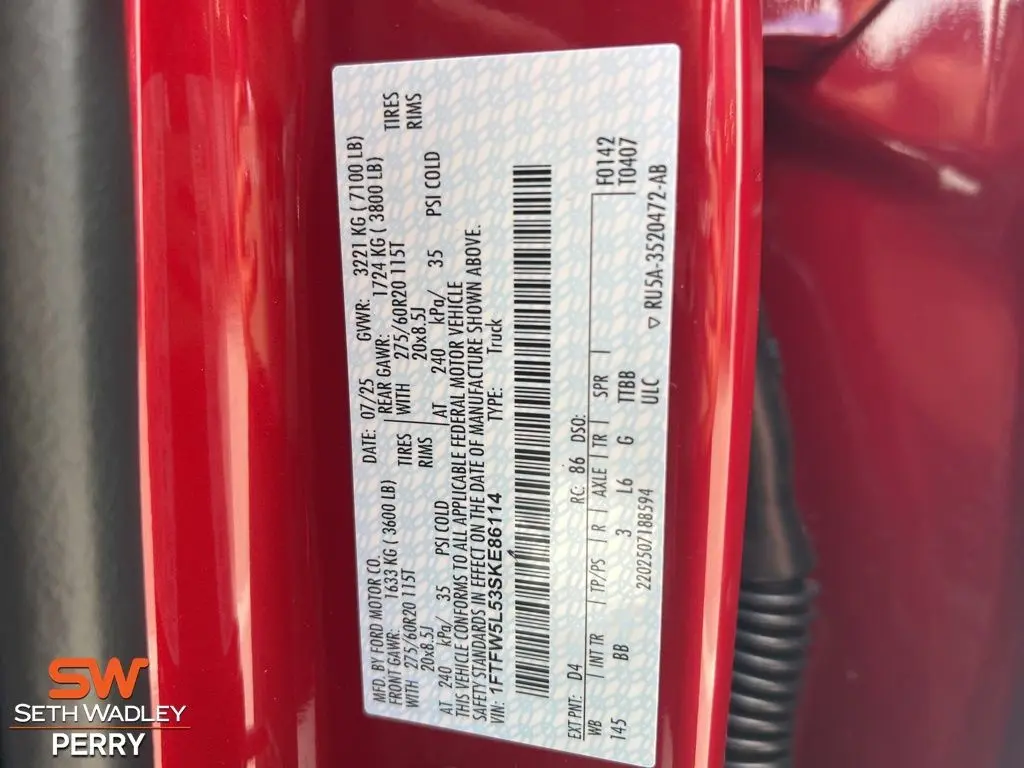 MFD. BY FORD MOTOR CO.
DATE: 07/25 GVWR: 3221 KG ( 7100 LB)
FRONT GAWR: 1633 KG ( 3600 LB)
REAR GAWR: 1724 KG ( 3800 LB)
WITH 275/60R20 115T TIRES
WITH 275/60R20 115T TIRES
20x8.5J RIMS
20x8.5J RIMS
AT 240 kPa/ 35 PSI COLD
AT 240 kPa/ 35 PSI COLD
THIS VEHICLE CONFORMS TO ALL APPLICABLE FEDERAL MOTOR VEHICLE
SAFETY STANDARDS IN EFFECT ON THE DATE OF MANUFACTURE SHOWN ABOVE.
VIN: 1FTFW5L53SKE86114 TYPE: Truck
EXT PNT: D4 RC: 86 DSO:
WB INT TR TP/PS R AXLE TR SPR F0142
145 BB 3 L6 G TTBB T0407
2202507188594 ULC ▽ RU5A-3520472-AB
SW
SETH WADLEY
PERRY